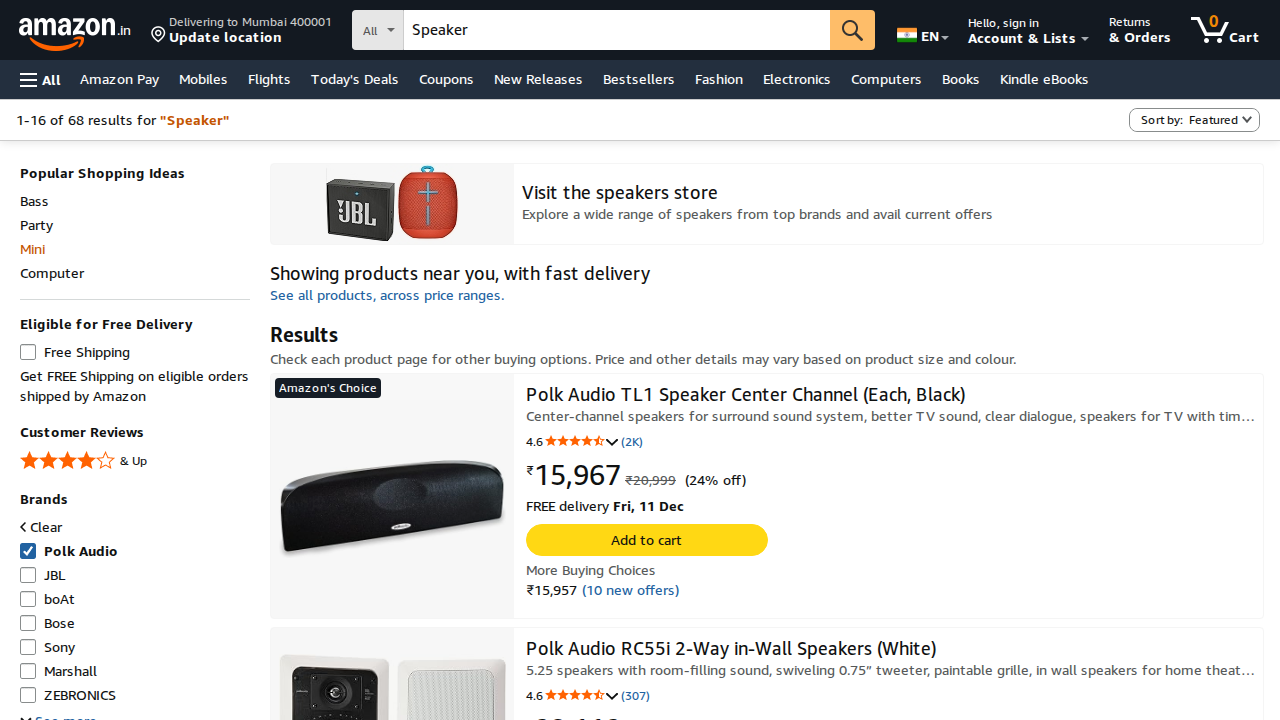 amazon.in
Delivering to Mumbai 400001
Update location
All
Speaker
EN
Hello, sign in
Account & Lists
Returns
& Orders
0
Cart
All
Amazon Pay
Mobiles
Flights
Today's Deals
Coupons
New Releases
Bestsellers
Fashion
Electronics
Computers
Books
Kindle eBooks
1-16 of 68 results for "Speaker"
Sort by: Featured
Popular Shopping Ideas
Bass
Party
Mini
Computer
Eligible for Free Delivery
Free Shipping
Get FREE Shipping on eligible orders
shipped by Amazon
Customer Reviews
& Up
Brands
Clear
Polk Audio
JBL
boAt
Bose
Sony
Marshall
ZEBRONICS
See more
JBL
Visit the speakers store
Explore a wide range of speakers from top brands and avail current offers
Showing products near you, with fast delivery
See all products, across price ranges.
Results
Check each product page for other buying options. Price and other details may vary based on product size and colour.
Amazon's Choice
Polk Audio TL1 Speaker Center Channel (Each, Black)
Center-channel speakers for surround sound system, better TV sound, clear dialogue, speakers for TV with tim…
4.6 (2K)
₹15,967 ₹20,999 (24% off)
FREE delivery Fri, 11 Dec
Add to cart
More Buying Choices
₹15,957 (10 new offers)
Polk Audio RC55i 2-Way in-Wall Speakers (White)
5.25 speakers with room-filling sound, swiveling 0.75” tweeter, paintable grille, in wall speakers for home theat…
4.6 (307)